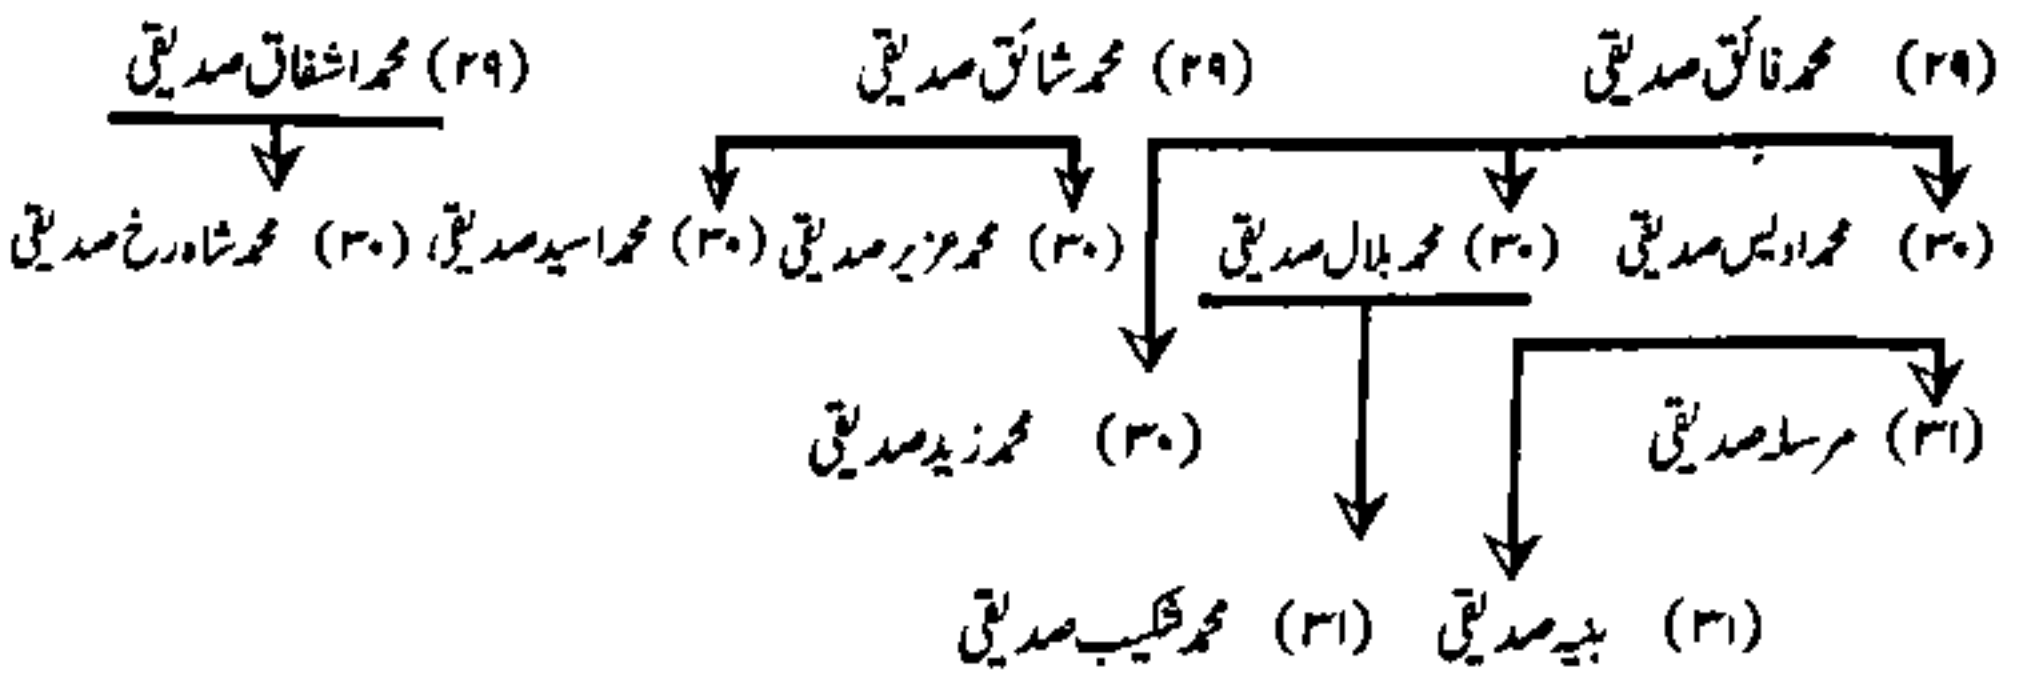 (۲۹) محمد فائق صدیقی (۲۹) محمد شائق صدیقی (۲۹) محمد اشفاق صدیقی
(۳۰) محمد اویس صدیقی (۳۰) محمد بلال صدیقی (۳۰) محمد عزیر صدیقی (۳۰) محمد اسید صدیقی، (۳۰) محمد شاہ رخ صدیقی
(۳۱) مرسلہ صدیقی (۳۰) محمد زید صدیقی
(۳۱) بنیہ صدیقی (۳۱) محمد شکیب صدیقی